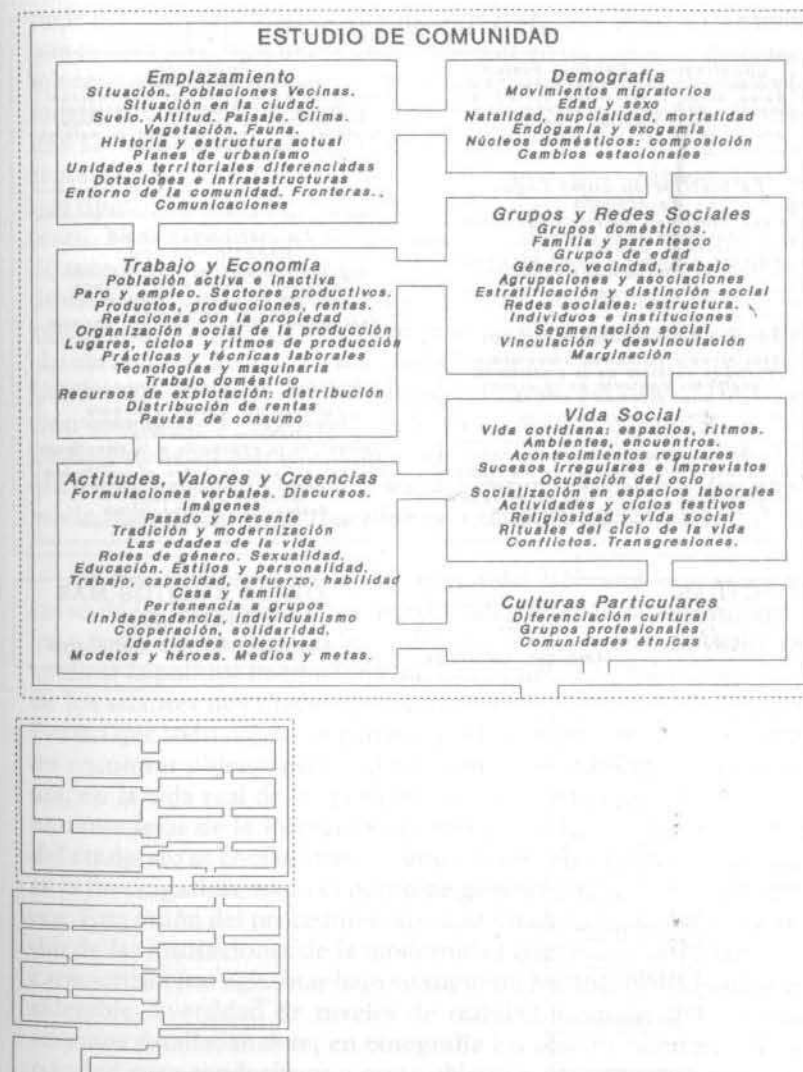 ESTUDIO DE COMUNIDAD
Emplazamiento
Situación. Poblaciones Vecinas.
Situación en la ciudad.
Suelo. Altitud. Paisaje. Clima.
Vegetación. Fauna.
Historia y estructura actual
Planes de urbanismo
Unidades territoriales diferenciadas
Dotaciones e infraestructuras
Entorno de la comunidad. Fronteras.
Comunicaciones
Demografía
Movimientos migratorios
Edad y sexo
Natalidad, nupcialidad, mortalidad
Endogamia y exogamia
Núcleos domésticos: composición
Cambios estacionales
Grupos y Redes Sociales
Grupos domésticos.
Familia y parentesco
Grupos de edad
Género, vecindad, trabajo
Agrupaciones y asociaciones
Estratificación y distinción social
Redes sociales: estructura.
Individuos e instituciones
Segmentación social
Vinculación y desvinculación
Marginación
Trabajo y Economía
Población activa e inactiva
Paro y empleo. Sectores productivos.
Productos, producciones, rentas.
Relaciones con la propiedad
Organización social de la producción
Lugares, ciclos y ritmos de producción
Prácticas y técnicas laborales
Tecnologías y maquinaria
Trabajo doméstico
Recursos de explotación: distribución
Distribución de rentas
Pautas de consumo
Vida Social
Vida cotidiana: espacios, ritmos.
Ambientes, encuentros.
Acontecimientos regulares
Sucesos irregulares e imprevistos
Ocupación del ocio
Socialización en espacios laborales
Actividades y ciclos festivos
Religiosidad y vida social
Rituales del ciclo de la vida
Conflictos. Transgresiones.
Actitudes, Valores y Creencias
Formulaciones verbales. Discursos.
Imágenes
Pasado y presente
Tradición y modernización
Las edades de la vida
Roles de género. Sexualidad.
Educación. Estilos y personalidad.
Trabajo, capacidad, esfuerzo, habilidad
Casa y familia
Pertenencia a grupos
(In)dependencia, individualismo
Cooperación, solidaridad.
Identidades colectivas
Modelos y héroes. Medios y metas.
Culturas Particulares
Diferenciación cultural
Grupos profesionales
Comunidades étnicas